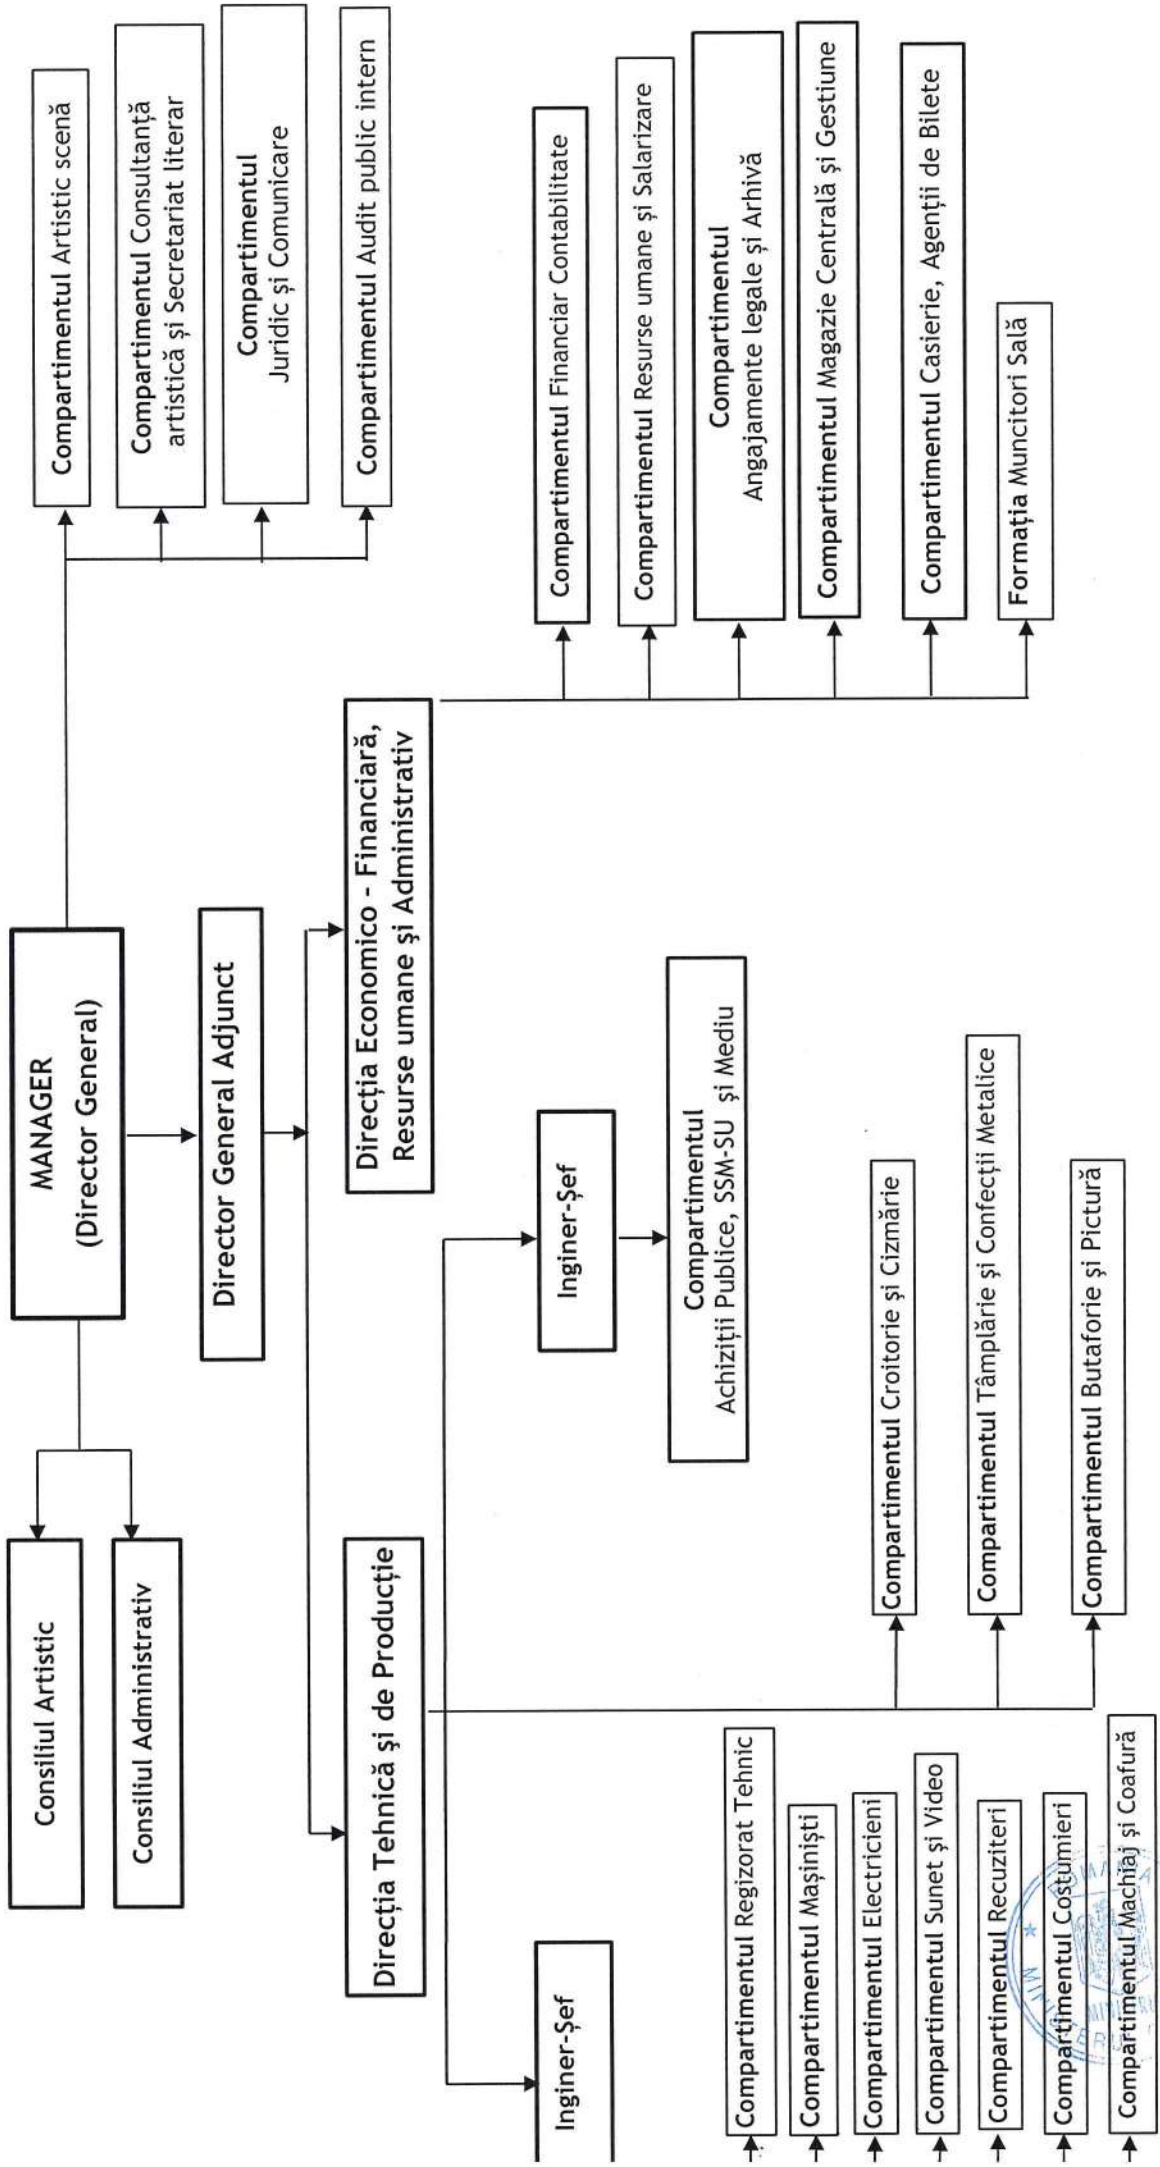 MANAGER
(Director General)
Consiliul Artistic
Consiliul Administrativ
Compartimentul Artistic scenă
Compartimentul Consultanță
artistică și Secretariat literar
Compartimentul
Juridic și Comunicare
Compartimentul Audit public intern
Director General Adjunct
Direcția Tehnică și de Producție
Direcția Economico - Financiară,
Resurse umane și Administrativ
Inginer-Șef
Inginer-Șef
Compartimentul
Achiziții Publice, SSM-SU și Mediu
Compartimentul Financiar Contabilitate
Compartimentul Resurse umane și Salarizare
Compartimentul
Angajamente legale și Arhivă
Compartimentul Magazie Centrală și Gestiune
Compartimentul Casierie, Agenții de Bilete
Formația Muncitori Sală
Compartimentul Regizorat Tehnic
Compartimentul Mașiniști
Compartimentul Electricieni
Compartimentul Sunet și Video
Compartimentul Recuziteri
Compartimentul Costumieri
Compartimentul Machiaj și Coafură
Compartimentul Croitorie și Cizmărie
Compartimentul Tâmplărie și Confecții Metalice
Compartimentul Butaforie și Pictură